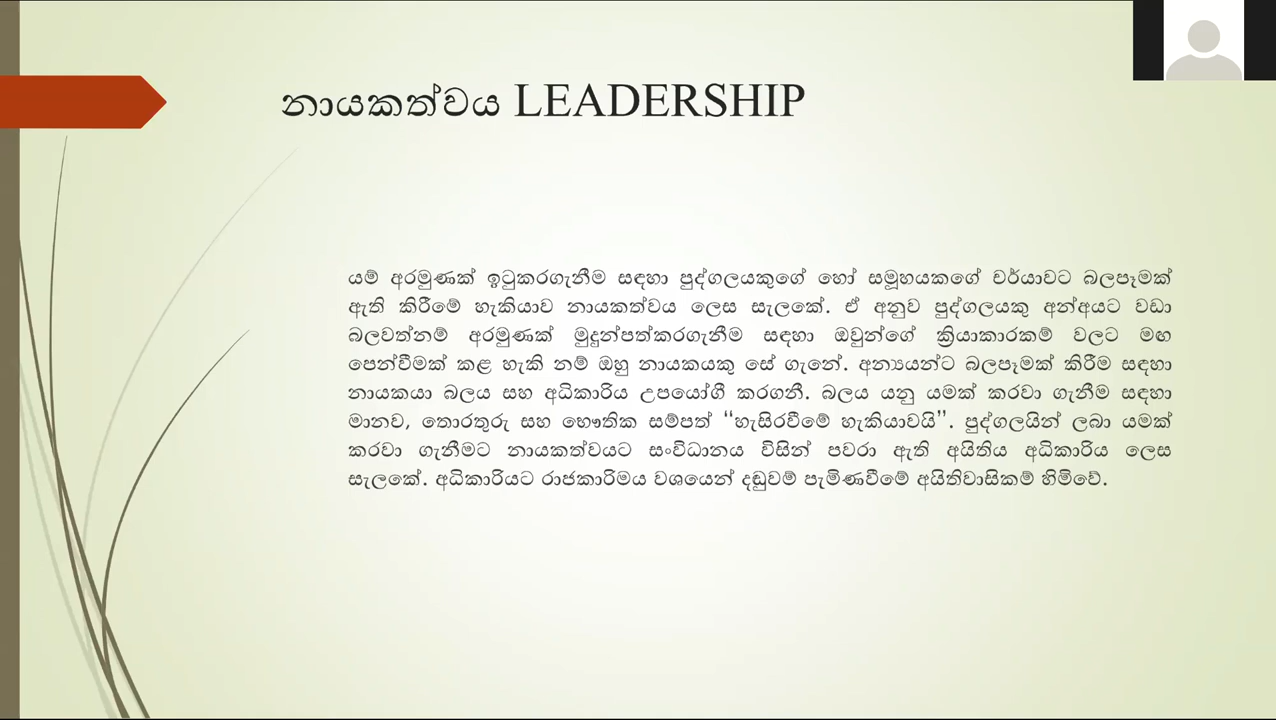 නායකත්වය LEADERSHIP
යම් අරමුණක් ඉටුකරගැනීම සඳහා පුද්ගලයකුගේ හෝ සමූහයකගේ චර්යාවට බලපෑමක්
ඇති කිරීමේ හැකියාව නායකත්වය ලෙස සැලකේ. ඒ අනුව පුද්ගලයකු අන්අයට වඩා
බලවත්නම් අරමුණක් මුදුන්පත්කරගැනීම සඳහා ඔවුන්ගේ ක්‍රියාකාරකම් වලට මඟ
පෙන්වීමක් කළ හැකි නම් ඔහු නායකයකු සේ ගැනේ. අන්‍යයන්ට බලපෑමක් කිරීම සඳහා
නායකයා බලය සහ අධිකාරිය උපයෝගී කරගනී. බලය යනු යමක් කරවා ගැනීම සඳහා
මානව, තොරතුරු සහ භෞතික සම්පත් “හැසිරවීමේ හැකියාවයි”. පුද්ගලයින් ලබා යමක්
කරවා ගැනීමට නායකත්වයට සංවිධානය විසින් පවරා ඇති අයිතිය අධිකාරිය ලෙස
සැලකේ. අධිකාරියට රාජකාරිමය වශයෙන් දඬුවම් පැමිණවීමේ අයිතිවාසිකම් හිමිවේ.